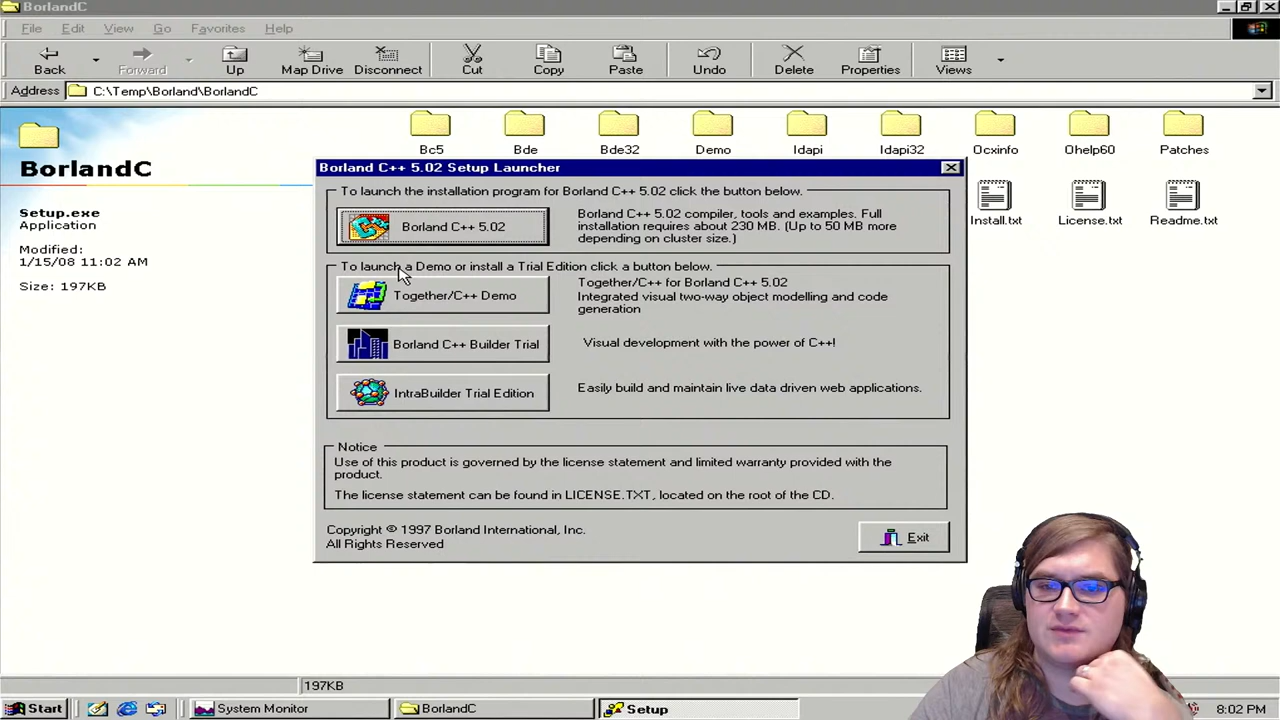 BorlandC
File Edit View Go Favorites Help
Back Forward Up Map Drive Disconnect Cut Copy Paste Undo Delete Properties Views
Address C:\Temp\Borland\BorlandC
Bc5 Bde Bde32 Demo Idapi Idapi32 Ocxinfo Ohelp60 Patches
BorlandC
Setup.exe
Application
Modified:
1/15/08 11:02 AM
Size: 197KB
Install.txt License.txt Readme.txt
Borland C++ 5.02 Setup Launcher
To launch the installation program for Borland C++ 5.02 click the button below.
Borland C++ 5.02
Borland C++ 5.02 compiler, tools and examples. Full
installation requires about 230 MB. (Up to 50 MB more
depending on cluster size.)
To launch a Demo or install a Trial Edition click a button below.
Together/C++ Demo
Together/C++ for Borland C++ 5.02
Integrated visual two-way object modelling and code
generation
Borland C++ Builder Trial
Visual development with the power of C++!
IntraBuilder Trial Edition
Easily build and maintain live data driven web applications.
Notice
Use of this product is governed by the license statement and limited warranty provided with the
product.
The license statement can be found in LICENSE.TXT, located on the root of the CD.
Copyright © 1997 Borland International, Inc.
All Rights Reserved
Exit
197KB
Start System Monitor BorlandC Setup 8:02 PM